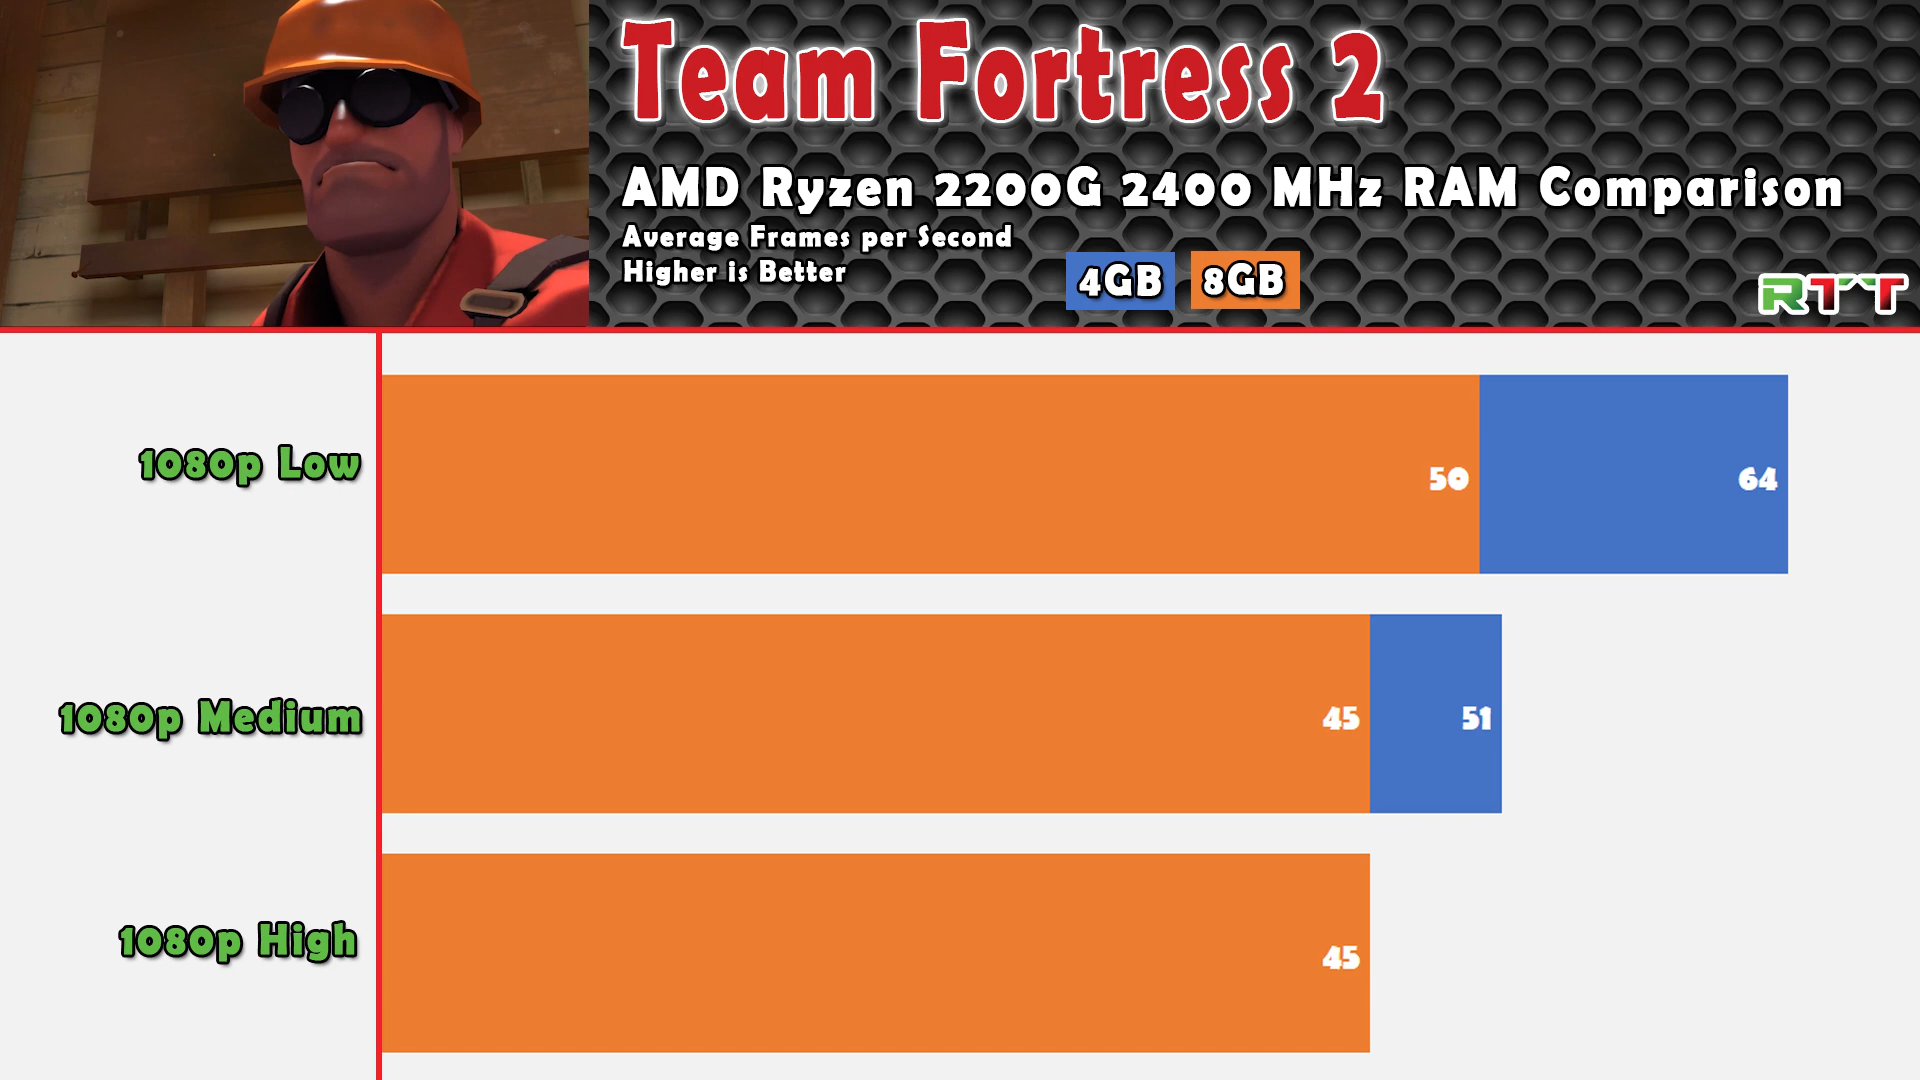 Team Fortress 2
AMD Ryzen 2200G 2400 MHz RAM Comparison
Average Frames per Second
Higher is Better
4GB 8GB
RTT
1080p Low
50 64
1080p Medium
45 51
1080p High
45